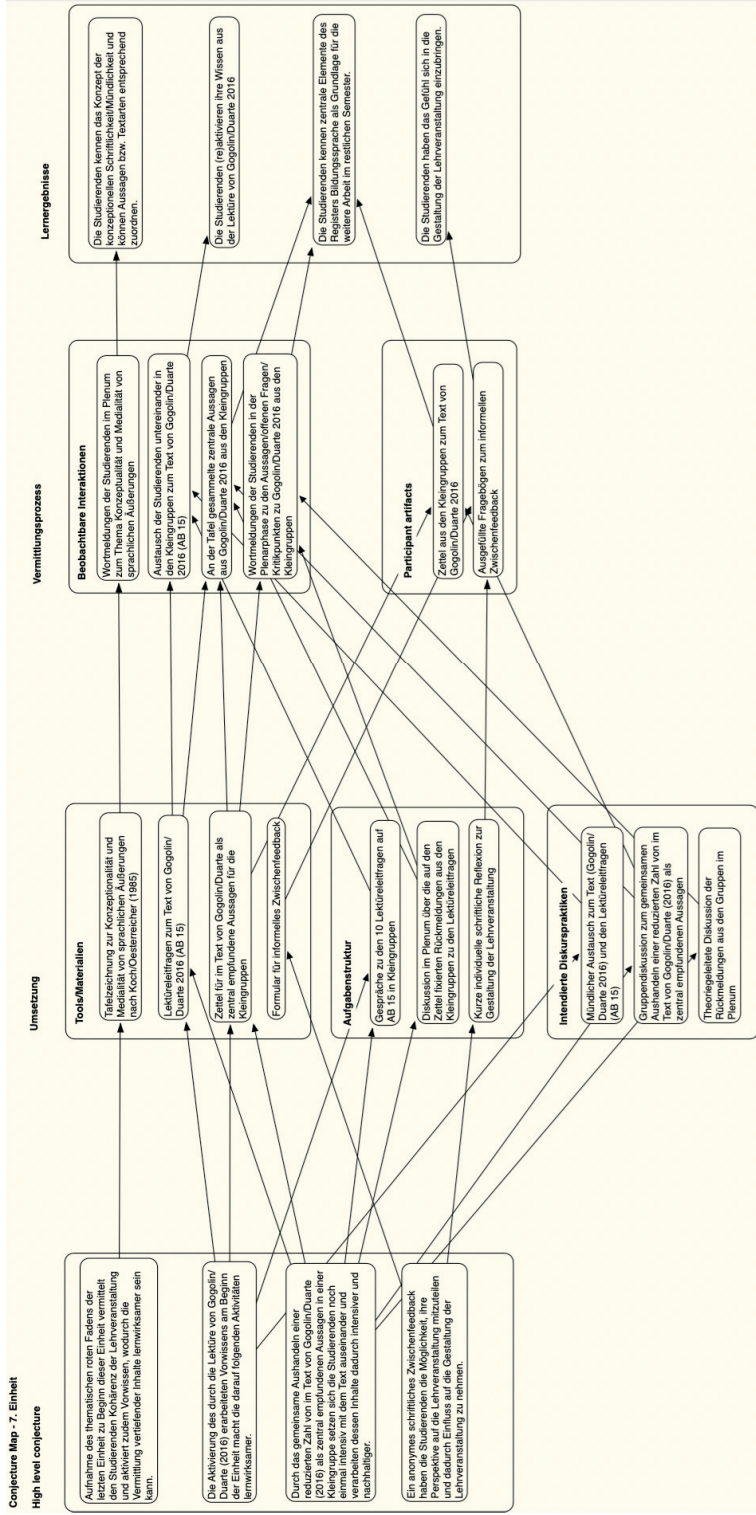 Conjecture Map - 7. Einheit
High level conjecture
Umsetzung
Vermittlungsprozess
Lernergebnisse
Aufnahme des thematischen roten Fadens der
letzten Einheit zu Beginn dieser Einheit vermittelt
den Studierenden Kohärenz der Lehrveranstaltung
und aktiviert zudem Vorwissen, wodurch die
Vermittlung vertiefender Inhalte lernwirksamer sein
kann.
Die Aktivierung des durch die Lektüre von Gogolin/
Duarte (2016) erarbeiteten Vorwissens am Beginn
der Einheit macht die darauf folgenden Aktivitäten
lernwirksamer.
Durch das gemeinsame Aushandeln einer
reduzierten Zahl von im Text von Gogolin/Duarte
(2016) als zentral empfundenen Aussagen in einer
Kleingruppe setzen sich die Studierenden noch
einmal intensiv mit dem Text auseinander und
verarbeiten dessen Inhalte dadurch intensiver und
nachhaltiger.
Ein anonymes schriftliches Zwischenfeedback
haben die Studierenden die Möglichkeit, ihre
Perspektive auf die Lehrveranstaltung mitzuteilen
und dadurch Einfluss auf die Gestaltung der
Lehrveranstaltung zu nehmen.
Tools/Materialien
Tafelzeichnung zur Konzeptionalität und
Medialität von sprachlichen Äußerungen
nach Koch/Oesterreicher (1985)
Lektüreleitfragen zum Text von Gogolin/
Duarte 2016 (AB 15)
Zettel für im Text von Gogolin/Duarte als
zentral empfundene Aussagen für die
Kleingruppen
Formular für informelles Zwischenfeedback
Aufgabenstruktur
Gespräche zu den 10 Lektüreleitfragen auf
AB 15 in Kleingruppen
Diskussion im Plenum über die auf den
Zettel fixierten Rückmeldungen aus den
Kleingruppen zu den Lektüreleitfragen
Kurze individuelle schriftliche Reflexion zur
Gestaltung der Lehrveranstaltung
Intendierte Diskurspraktiken
Mündlicher Austausch zum Text (Gogolin/
Duarte 2016) und den Lektüreleitfragen
(AB 15)
Gruppendiskussion zum gemeinsamen
Aushandeln einer reduzierten Zahl von im
Text von Gogolin/Duarte (2016) als
zentral empfundenen Aussagen
Theoriegeleitete Diskussion der
Rückmeldungen aus den Gruppen im
Plenum
Beobachtbare Interaktionen
Wortmeldungen der Studierenden im Plenum
zum Thema Konzeptualität und Medialität von
sprachlichen Äußerungen
Austausch der Studierenden untereinander in
den Kleingruppen zum Text von Gogolin/Duarte
2016 (AB 15)
An der Tafel gesammelte zentrale Aussagen
aus Gogolin/Duarte 2016 aus den Kleingruppen
Wortmeldungen der Studierenden in der
Plenarphase zu den Aussagen/offenen Fragen/
Kritikpunkten zu Gogolin/Duarte 2016 aus den
Kleingruppen
Participant artifacts
Zettel aus den Kleingruppen zum Text von
Gogolin/Duarte 2016
Ausgefüllte Fragebögen zum informellen
Zwischenfeedback
Die Studierenden kennen das Konzept der
konzeptionellen Schriftlichkeit/Mündlichkeit und
können Aussagen bzw. Textarten entsprechend
zuordnen.
Die Studierenden (re)aktivieren ihre Wissen aus
der Lektüre von Gogolin/Duarte 2016
Die Studierenden kennen zentrale Elemente des
Registers Bildungssprache als Grundlage für die
weitere Arbeit im restlichen Semester.
Die Studierenden haben das Gefühl sich in die
Gestaltung der Lehrveranstaltung einzubringen.